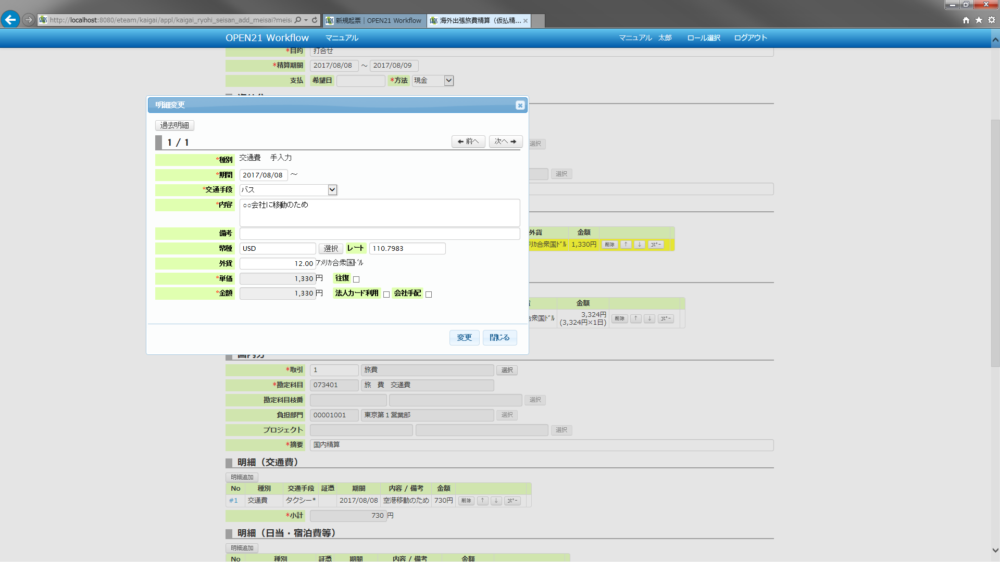 http://localhost:8080/eteam/kaigai/appl/kaigai_ryohi_seisan_add_meisai?meis
新規起票 | OPEN21 Workflow
海外出張旅費精算（仮払精...
OPEN21 Workflow マニュアル マニュアル 太郎 ロール選択 ログアウト
*目的 打合せ
*精算期間 2017/08/08 ～ 2017/08/09
支払 希望日 *方法 現金
明細変更
過去明細
1 / 1 前へ 次へ
選択
*種別 交通費 手入力
*期間 2017/08/08 ～
選択
*交通手段 バス
*内容 ○○会社に移動のため
備考
外貨 金額
幣種 USD 選択 レート 110.7983
ﾒﾘｶ合衆国ﾄﾞﾙ 1,330円 削除 ↑ ↓ ｺﾋﾟｰ
外貨 12.00 ｱﾒﾘｶ合衆国ﾄﾞﾙ
*単価 1,330 円 往復
*金額 1,330 円 法人カード利用 会社手配
金額
合衆国ﾄﾞﾙ 3,324円 (3,324円×1日) 削除 ↑ ↓ ｺﾋﾟｰ
変更 閉じる
国内分
*取引 1 旅費 選択
*勘定科目 073401 旅　費　交通費
勘定科目枝番 選択
負担部門 00001001 東京第１営業部 選択
プロジェクト 選択
*摘要 国内精算
明細（交通費）
明細追加
No 種別 交通手段 証憑 期間 内容 / 備考 金額
#1 交通費 タクシー* 2017/08/08 空港移動のため 730円 削除 ↑ ↓ ｺﾋﾟｰ
*小計 730 円
明細（日当・宿泊費等）
明細追加
No 種別 証憑 期間 内容 / 備考 金額